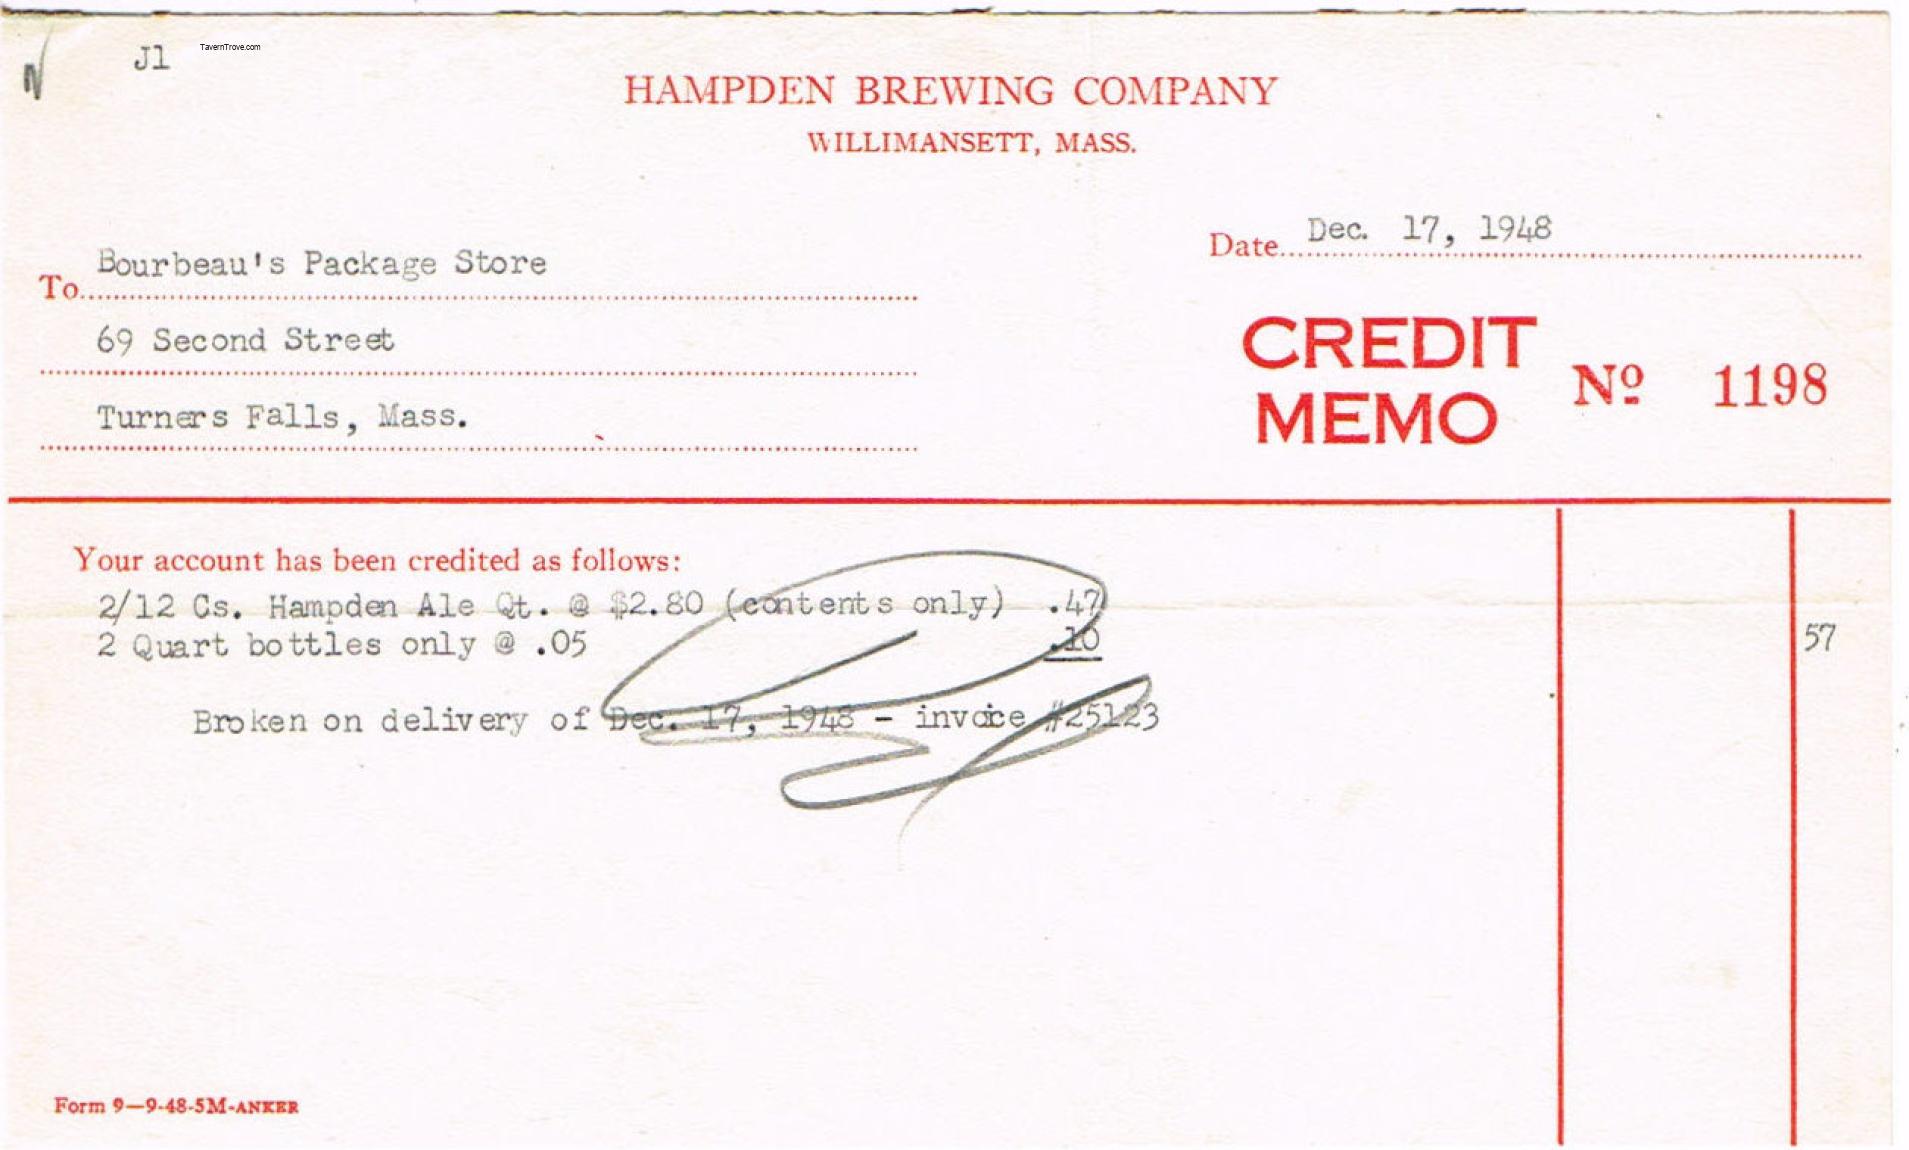 J1
TavernTrove.com
HAMPDEN BREWING COMPANY
WILLIMANSETT, MASS.
Date Dec. 17, 1948
To Bourbeau's Package Store
69 Second Street
Turners Falls, Mass.
CREDIT
MEMO
Nº 1198
Your account has been credited as follows:
2/12 Cs. Hampden Ale Qt. @ $2.80 (contents only) .47
2 Quart bottles only @ .05 .10 57
Broken on delivery of Dec. 17, 1948 - invoice #25123
Form 9—9-48-5M-ANKER